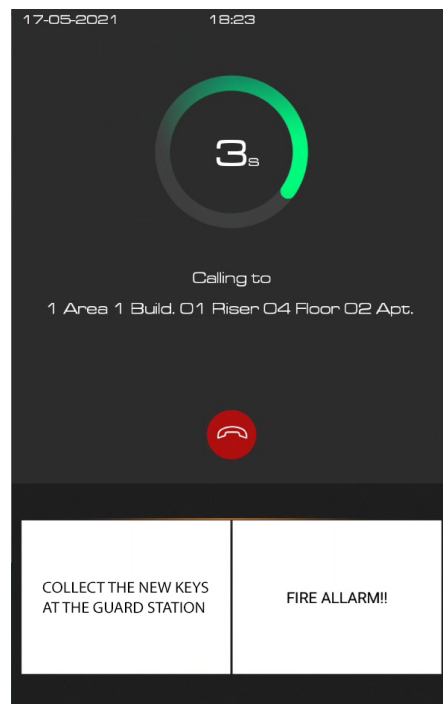 17-05-2021 18:23
3s
Calling to
1 Area 1 Build. 01 Riser 04 Floor 02 Apt.
COLLECT THE NEW KEYS
AT THE GUARD STATION
FIRE ALLARM!!